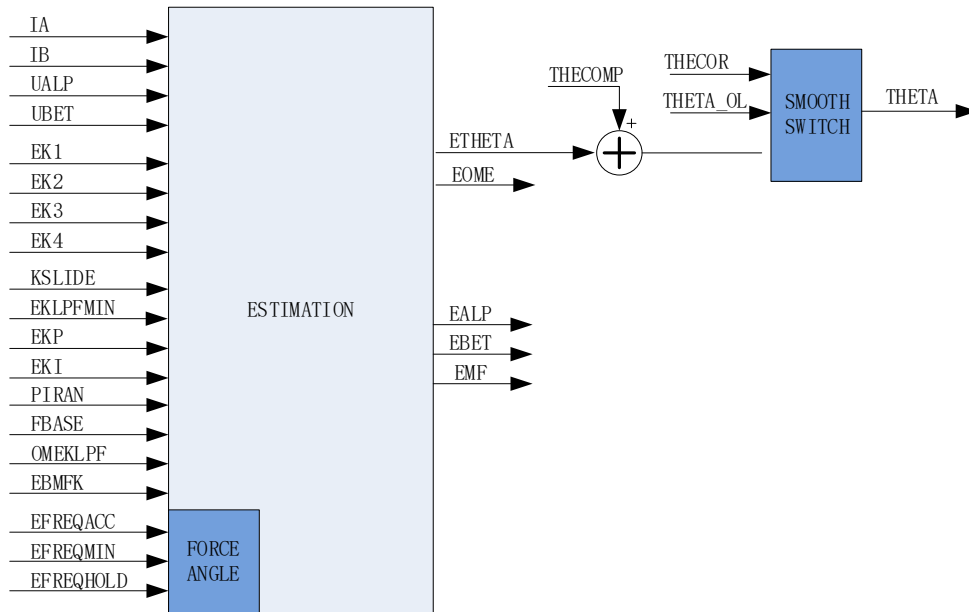 IA
IB
UALP
UBET
EK1
EK2
EK3
EK4
KSLIDE
EKLPFMIN
EKP
EKI
PIRAN
FBASE
OMEKLPF
EBMFK
EFREQACC
EFREQMIN
EFREQHOLD
FORCE
ANGLE
ESTIMATION
ETHETA
EOME
EALP
EBET
EMF
THECOMP
+
THECOR
THETA_OL
SMOOTH
SWITCH
THETA